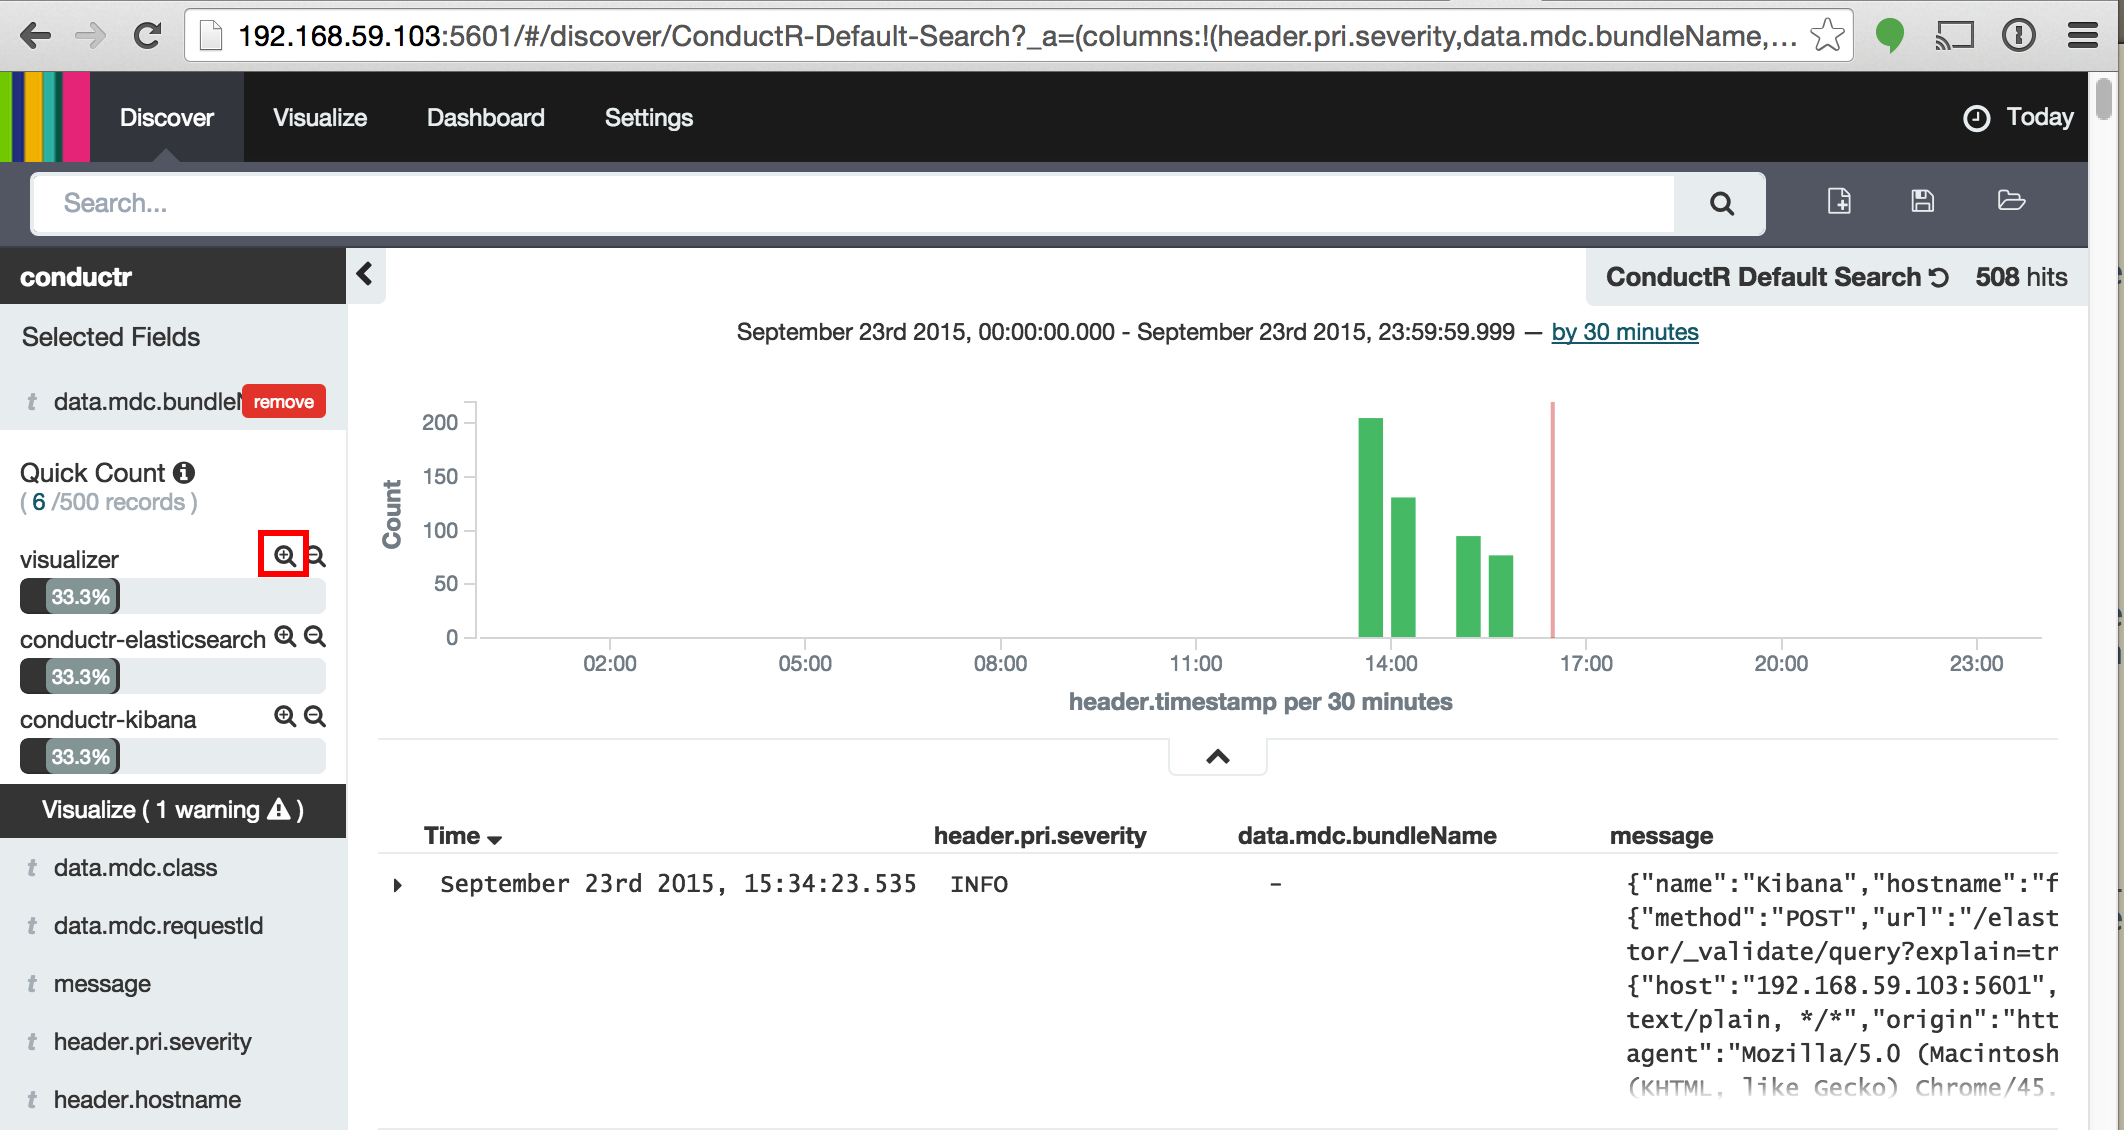 192.168.59.103:5601/#/discover/ConductR-Default-Search?_a=(columns:!(header.pri.severity,data.mdc.bundleName,...
Discover Visualize Dashboard Settings Today
Search...
conductr
ConductR Default Search 508 hits
Selected Fields
September 23rd 2015, 00:00:00.000 - September 23rd 2015, 23:59:59.999 — by 30 minutes
t data.mdc.bundleN remove
Quick Count
( 6 /500 records )
visualizer
33.3%
conductr-elasticsearch
33.3%
conductr-kibana
33.3%
Visualize ( 1 warning )
t data.mdc.class
t data.mdc.requestId
t message
t header.pri.severity
t header.hostname
Count
200
150
100
50
0
02:00 05:00 08:00 11:00 14:00 17:00 20:00 23:00
header.timestamp per 30 minutes
Time header.pri.severity data.mdc.bundleName message
September 23rd 2015, 15:34:23.535 INFO - {"name":"Kibana","hostname":"f
{"method":"POST","url":"/elast
tor/_validate/query?explain=tr
{"host":"192.168.59.103:5601",
text/plain, */*","origin":"htt
agent":"Mozilla/5.0 (Macintosh
(KHTML, like Gecko) Chrome/45.